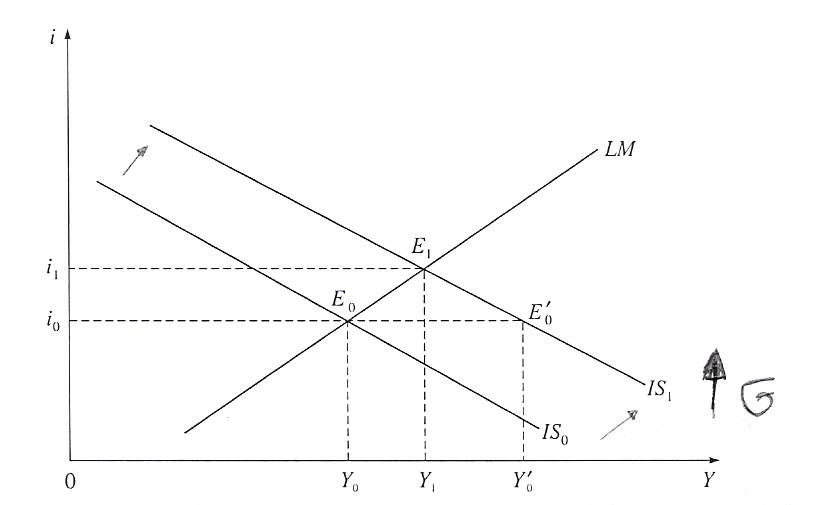 i
LM
E₁
i₁
E₀
E₀′
i₀
IS₁
G
IS₀
0
Y₀
Y₁
Y₀′
Y